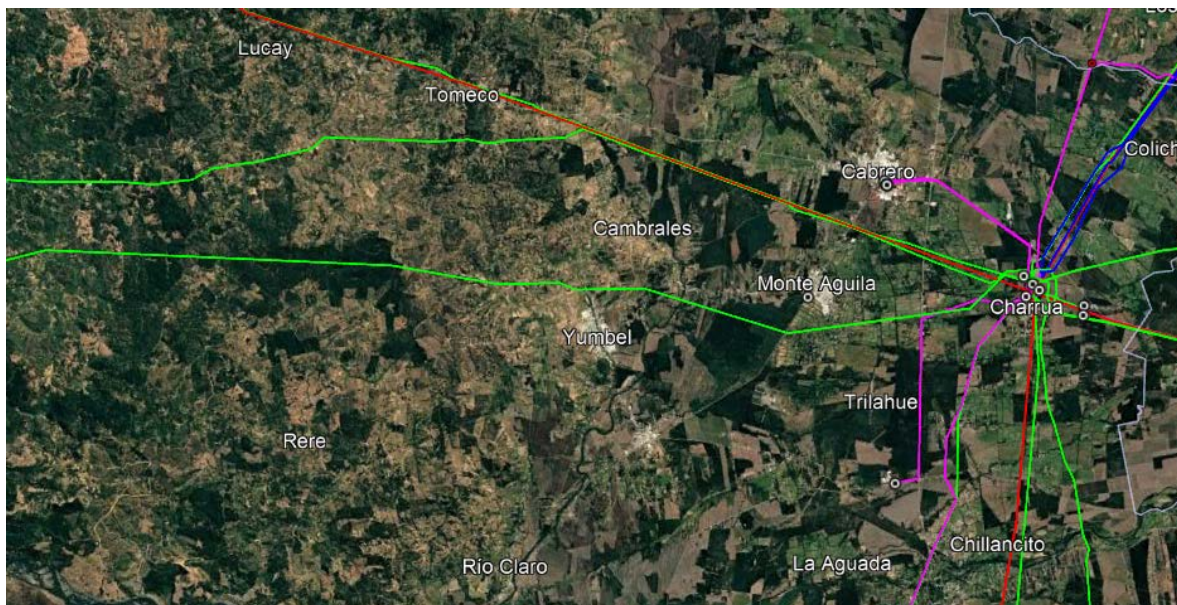 Lucay
Tomeco
Colich
Cabrero
Cambrales
Monte Aguila
Charrua
Yumbel
Trilahue
Rere
Chillancito
Río Claro
La Aguada